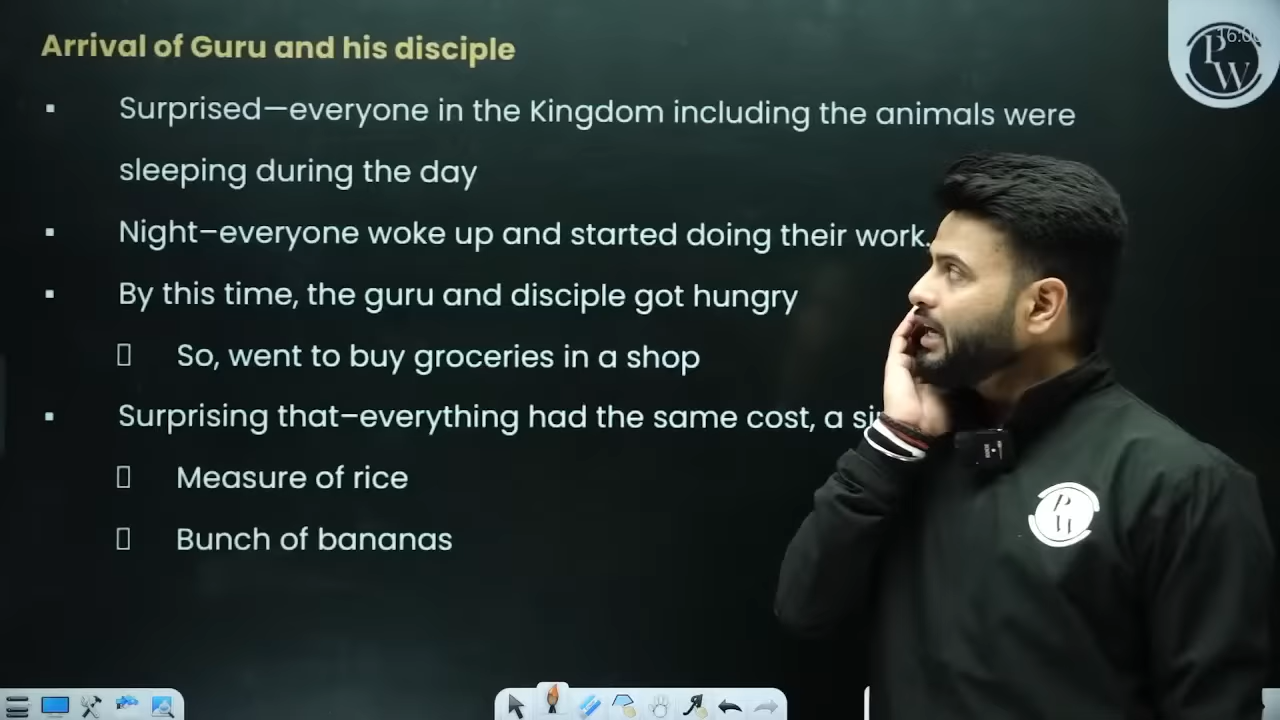 Arrival of Guru and his disciple
▪ Surprised—everyone in the Kingdom including the animals were
sleeping during the day
▪ Night–everyone woke up and started doing their work.
▪ By this time, the guru and disciple got hungry
So, went to buy groceries in a shop
▪ Surprising that–everything had the same cost, a
Measure of rice
Bunch of bananas
P
W
P
W